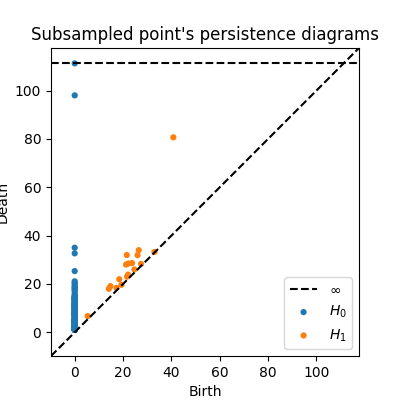 Subsampled point's persistence diagrams
Death
100
80
60
40
20
0
∞
H₀
H₁
0 20 40 60 80 100
Birth